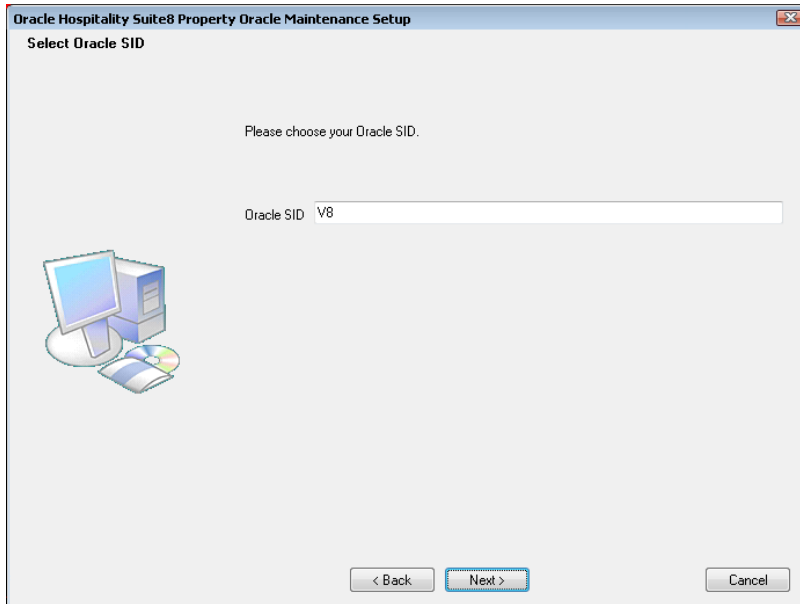 Oracle Hospitality Suite8 Property Oracle Maintenance Setup
Select Oracle SID
Please choose your Oracle SID.
Oracle SID V8
< Back Next > Cancel